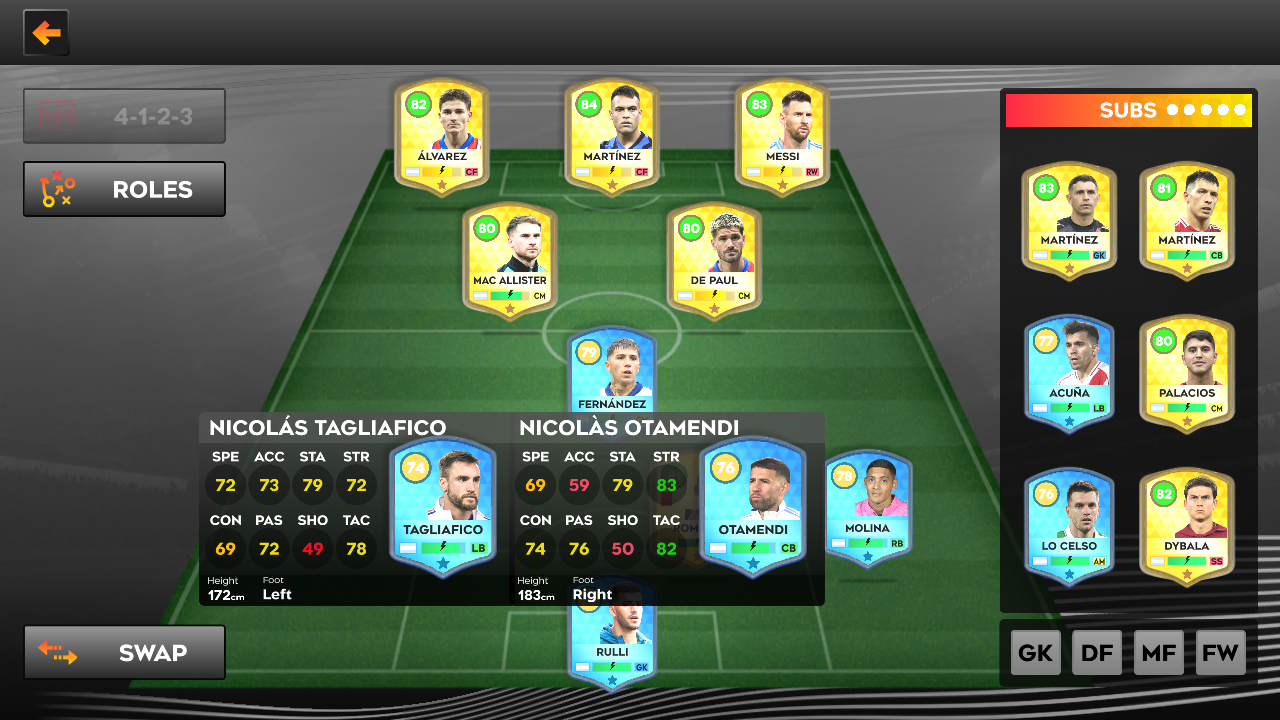 4-1-2-3
ROLES
82
ÁLVAREZ
CF
84
MARTÍNEZ
CF
83
MESSI
RW
80
MAC ALLISTER
CM
80
DE PAUL
CM
79
FERNÁNDEZ
NICOLÁS TAGLIAFICO
SPE ACC STA STR
72 73 79 72
CON PAS SHO TAC
69 72 49 78
Height Foot
172cm Left
74
TAGLIAFICO
LB
NICOLÀS OTAMENDI
SPE ACC STA STR
69 59 79 83
CON PAS SHO TAC
74 76 50 82
Height Foot
183cm Right
76
OTAMENDI
CB
78
MOLINA
RB
RULLI
GK
SWAP
SUBS
83
MARTÍNEZ
GK
81
MARTÍNEZ
CB
77
ACUÑA
LB
80
PALACIOS
CM
76
LO CELSO
AM
82
DYBALA
SS
GK DF MF FW